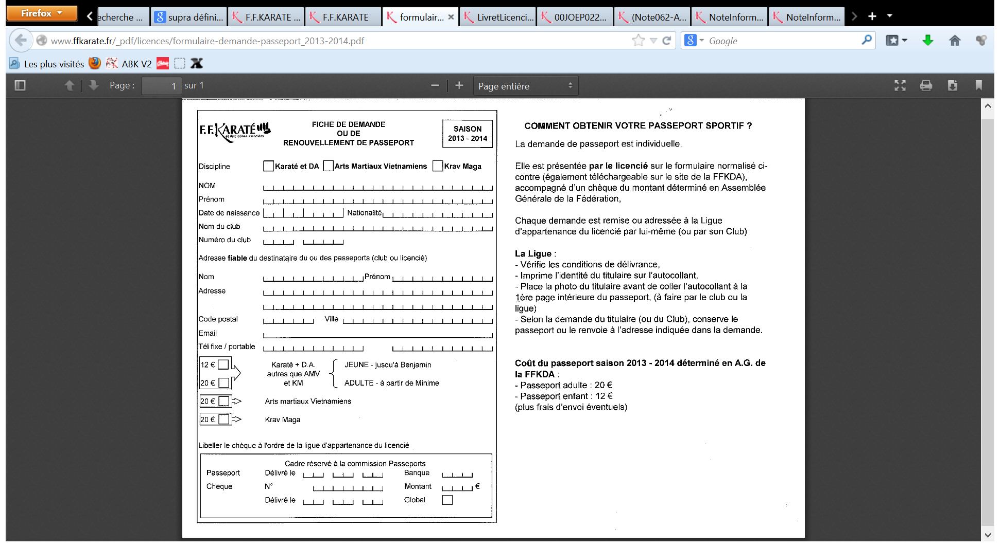 Firefox
echerche ...
supra défini...
F.F.KARATE ...
F.F.KARATE
formulair...
LivretLicenci...
00JOEP022...
(Note062-A...
NoteInform...
NoteInform...
www.ffkarate.fr/_pdf/licences/formulaire-demande-passeport_2013-2014.pdf
Google
Les plus visités
ABK V2
Page :
1
sur 1
Page entière
F.F.KARATÉ
et disciplines associées
FICHE DE DEMANDE
OU DE
RENOUVELLEMENT DE PASSEPORT
SAISON
2013 - 2014
Discipline
Karaté et DA
Arts Martiaux Vietnamiens
Krav Maga
NOM
Prénom
Date de naissance
Nationalité
Nom du club
Numéro du club
Adresse fiable du destinataire du ou des passeports (club ou licencié)
Nom
Prénom
Adresse
Code postal
Ville
Email
Tél fixe / portable
12 €
20 €
Karaté + D.A.
autres que AMV
et KM
JEUNE - jusqu'à Benjamin
ADULTE - à partir de Minime
20 €
Arts martiaux Vietnamiens
20 €
Krav Maga
Libeller le chèque à l'ordre de la ligue d'appartenance du licencié
Cadre réservé à la commission Passeports
Passeport
Délivré le
Banque
Chèque
N°
Montant
€
Délivré le
Global
COMMENT OBTENIR VOTRE PASSEPORT SPORTIF ?
La demande de passeport est individuelle.
Elle est présentée par le licencié sur le formulaire normalisé ci-
contre (également téléchargeable sur le site de la FFKDA),
accompagné d'un chèque du montant déterminé en Assemblée
Générale de la Fédération,
Chaque demande est remise ou adressée à la Ligue
d'appartenance du licencié par lui-même (ou par son Club)
La Ligue :
- Vérifie les conditions de délivrance,
- Imprime l'identité du titulaire sur l'autocollant,
- Place la photo du titulaire avant de coller l'autocollant à la
1ère page intérieure du passeport, (à faire par le club ou la
ligue)
- Selon la demande du titulaire (ou du Club), conserve le
passeport ou le renvoie à l'adresse indiquée dans la demande.
Coût du passeport saison 2013 - 2014 déterminé en A.G. de
la FFKDA :
- Passeport adulte : 20 €
- Passeport enfant : 12 €
(plus frais d'envoi éventuels)